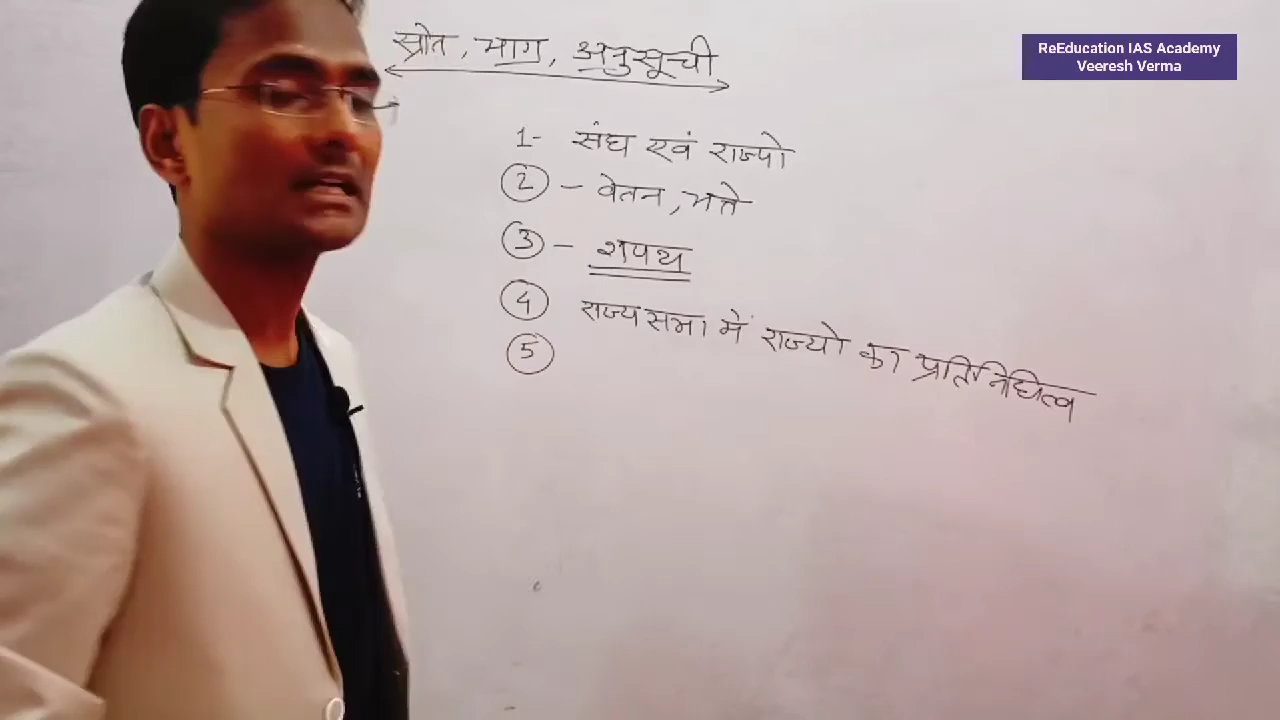 स्रोत, भाग, अनुसूची
ReEducation IAS Academy
Veeresh Verma
1- संघ एवं राज्यो
2 - वेतन, भत्ते
3 - शपथ
4 राज्यसभा में राज्यो का प्रतिनिधित्व
5